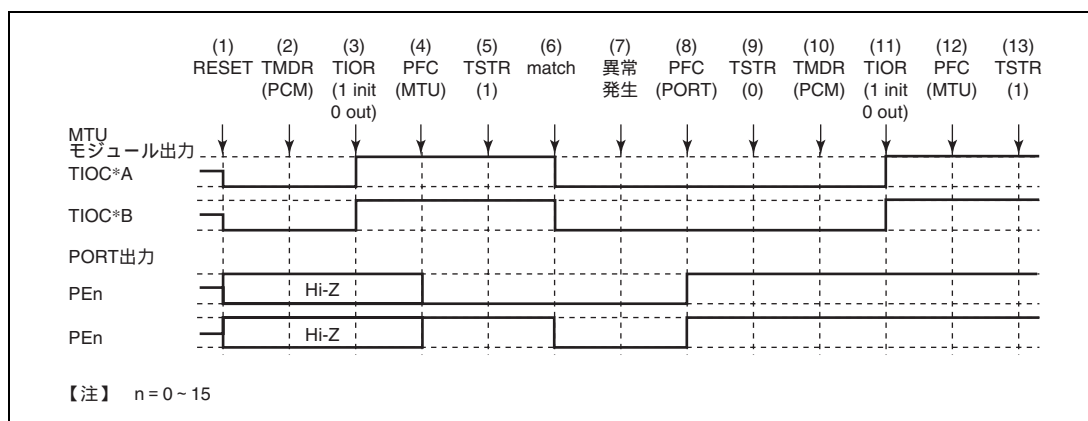 (1) (2) (3) (4) (5) (6) (7) (8) (9) (10) (11) (12) (13)
RESET TMDR TIOR PFC TSTR match 異常 PFC TSTR TMDR TIOR PFC TSTR
(PCM) (1 init (MTU) (1) 発生 (PORT) (0) (PCM) (1 init (MTU) (1)
0 out) 0 out)
MTU
モジュール出力
TIOC*A
TIOC*B
PORT出力
PEn Hi-Z
PEn Hi-Z
【注】 n = 0 ~ 15